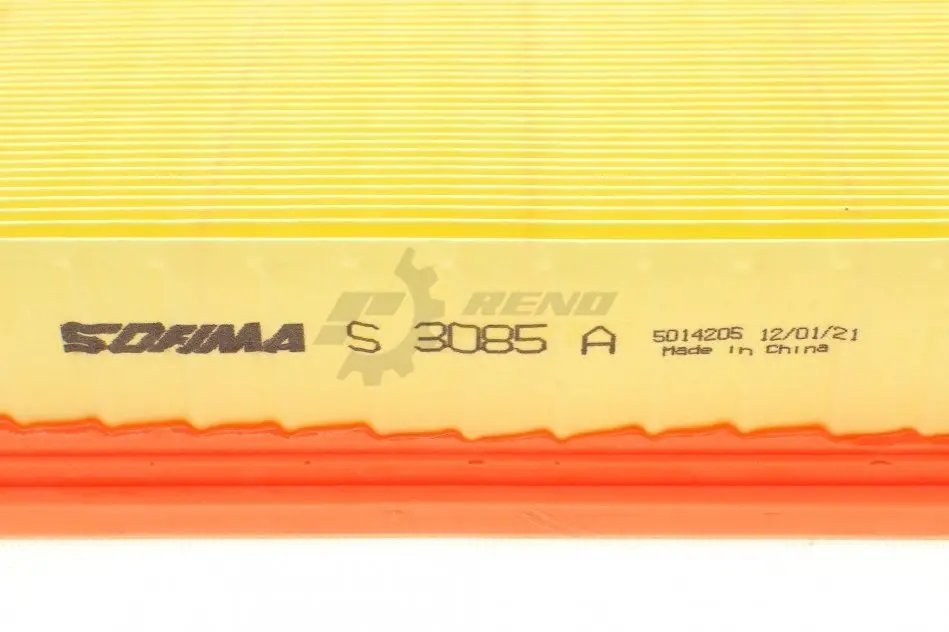 RENO
SOFIMA S 3085 A 5014205 12/01/21
Made in China